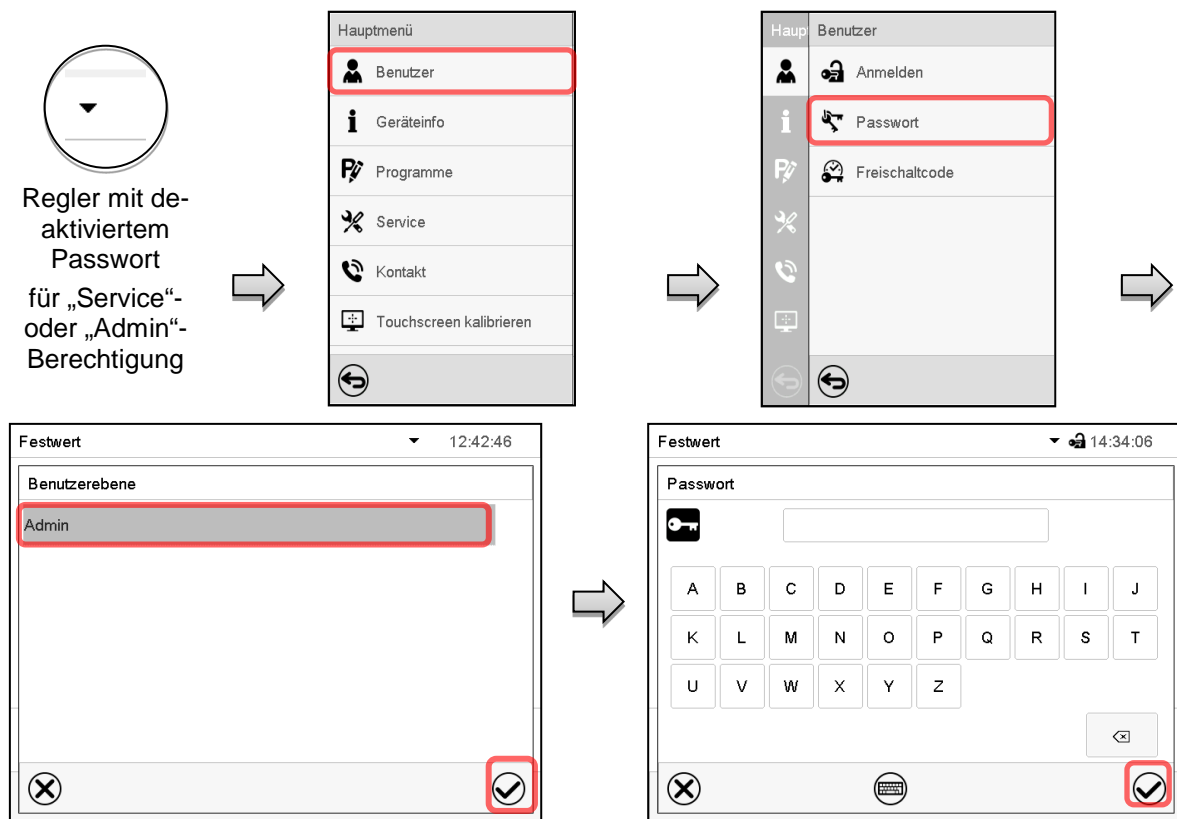 Regler mit de-
aktiviertem
Passwort
für „Service“-
oder „Admin“-
Berechtigung
Hauptmenü
Benutzer
Geräteinfo
Programme
Service
Kontakt
Touchscreen kalibrieren
Haup
Benutzer
Anmelden
Passwort
Freischaltcode
Festwert 12:42:46
Benutzerebene
Admin
Festwert 14:34:06
Passwort
A B C D E F G H I J
K L M N O P Q R S T
U V W X Y Z